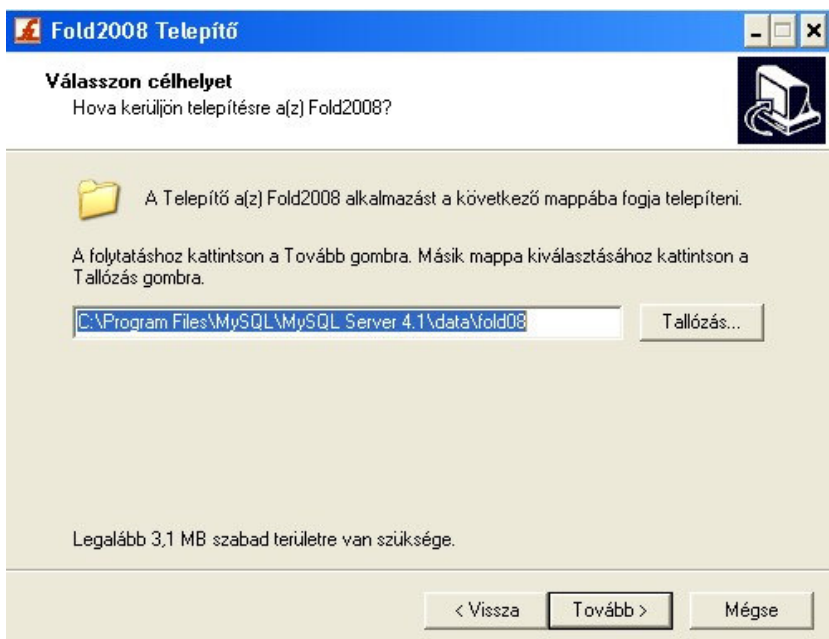 Fold2008 Telepítő
Válasszon célhelyet
Hova kerüljön telepítésre a(z) Fold2008?
A Telepítő a(z) Fold2008 alkalmazást a következő mappába fogja telepíteni.
A folytatáshoz kattintson a Tovább gombra. Másik mappa kiválasztásához kattintson a
Tallózás gombra.
C:\Program Files\MySQL\MySQL Server 4.1\data\fold08
Tallózás...
Legalább 3,1 MB szabad területre van szüksége.
< Vissza
Tovább >
Mégse